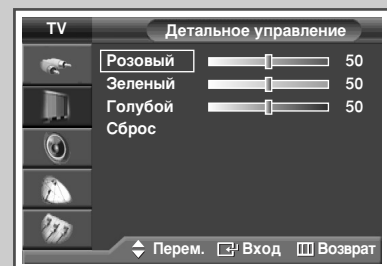 TV Детальное управление
Розовый 50
Зеленый 50
Голубой 50
Сброс
Перем. Вход Возврат